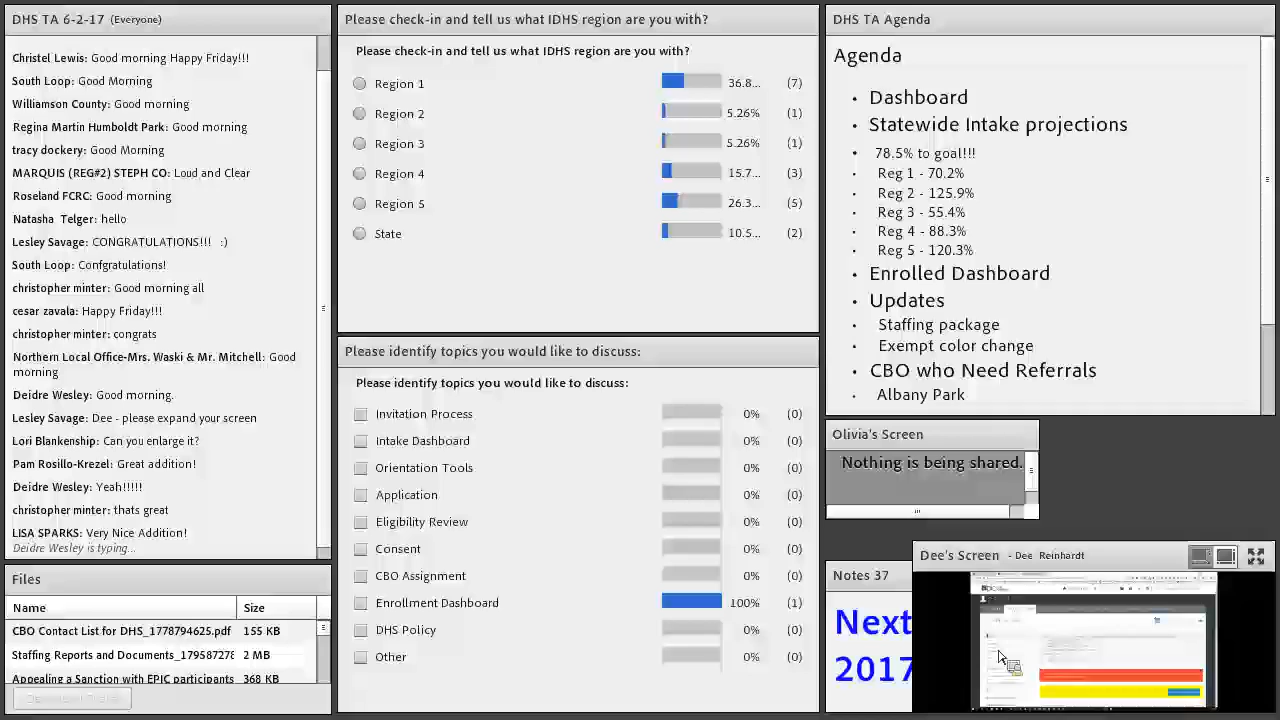 DHS TA 6-2-17 (Everyone)
Christel Lewis: Good morning Happy Friday!!!
South Loop: Good Morning
Williamson County: Good morning
Regina Martin Humboldt Park: Good morning
tracy dockery: Good Morning
MARQUIS (REG#2) STEPH CO: Loud and Clear
Roseland FCRC: Good morning
Natasha Telger: hello
Lesley Savage: CONGRATULATIONS!!! :)
South Loop: Confgratulations!
christopher minter: Good morning all
cesar zavala: Happy Friday!!!
christopher minter: congrats
Northern Local Office-Mrs. Waski & Mr. Mitchell: Good
morning
Deidre Wesley: Good morning.
Lesley Savage: Dee - please expand your screen
Lori Blankenship: Can you enlarge it?
Pam Rosillo-Krezel: Great addition!
Deidre Wesley: Yeah!!!!!
christopher minter: thats great
LISA SPARKS: Very Nice Addition!
Deidre Wesley is typing...
Files
Name Size
CBO Contact List for DHS_1778794625.pdf 155 KB
Staffing Reports and Documents_179587778 2 MB
Appealing a Sanction with EPIC participants 368 KB
Please check-in and tell us what IDHS region are you with?
Please check-in and tell us what IDHS region are you with?
Region 1 36.8... (7)
Region 2 5.26% (1)
Region 3 5.26% (1)
Region 4 15.7... (3)
Region 5 26.3... (5)
State 10.5... (2)
Please identify topics you would like to discuss:
Please identify topics you would like to discuss:
Invitation Process 0% (0)
Intake Dashboard 0% (0)
Orientation Tools 0% (0)
Application 0% (0)
Eligibility Review 0% (0)
Consent 0% (0)
CBO Assignment 0% (0)
Enrollment Dashboard 100% (1)
DHS Policy 0% (0)
Other 0% (0)
DHS TA Agenda
Agenda
• Dashboard
• Statewide Intake projections
• 78.5% to goal!!!
• Reg 1 - 70.2%
• Reg 2 - 125.9%
• Reg 3 - 55.4%
• Reg 4 - 88.3%
• Reg 5 - 120.3%
• Enrolled Dashboard
• Updates
• Staffing package
• Exempt color change
• CBO who Need Referrals
• Albany Park
Olivia's Screen
Nothing is being shared.
Dee's Screen - Dee Reinhardt
Notes 37
Next
2017